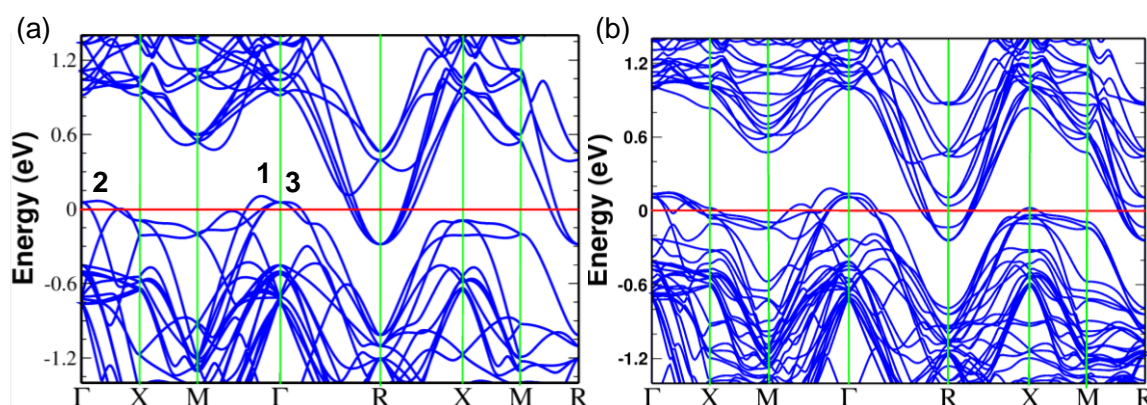 (a)
(b)
Energy (eV)
1.2
0.6
0
-0.6
-1.2
2
1
3
Γ X M Γ R X M R
Energy (eV)
1.2
0.6
0
-0.6
-1.2
Γ X M Γ R X M R